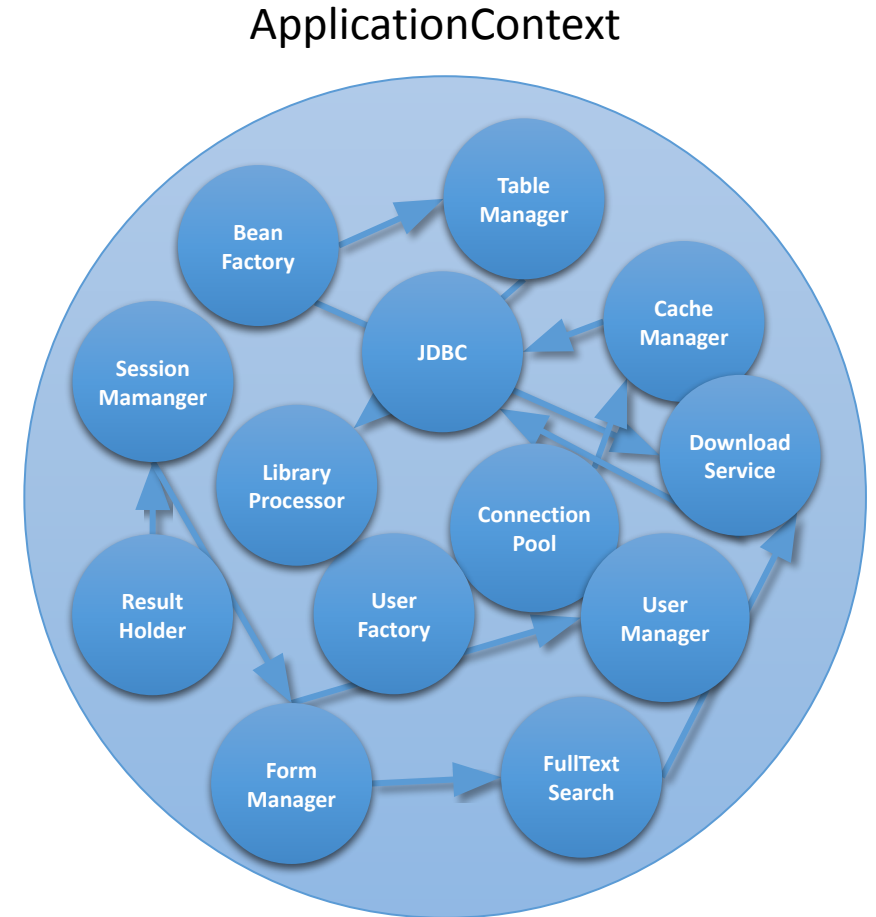 ApplicationContext
Table
Manager
Bean
Factory
Cache
Manager
JDBC
Session
Mamanger
Download
Service
Library
Processor
Connection
Pool
Result
Holder
User
Factory
User
Manager
Form
Manager
FullText
Search